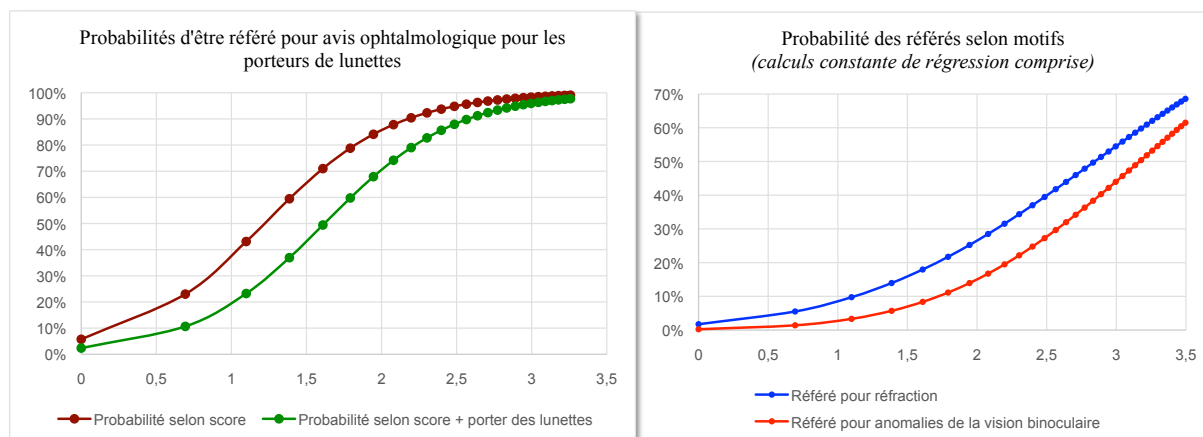 Probabilités d'être référé pour avis ophtalmologique pour les
porteurs de lunettes
100%
90%
80%
70%
60%
50%
40%
30%
20%
10%
0%
0 0,5 1 1,5 2 2,5 3 3,5
Probabilité selon score Probabilité selon score + porter des lunettes
Probabilité des référés selon motifs
(calculs constante de régression comprise)
70%
60%
50%
40%
30%
20%
10%
0%
0 0,5 1 1,5 2 2,5 3 3,5
Référé pour réfraction
Référé pour anomalies de la vision binoculaire